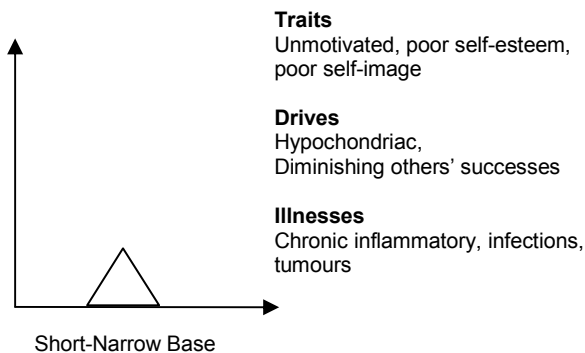 Traits
Unmotivated, poor self-esteem,
poor self-image
Drives
Hypochondriac,
Diminishing others’ successes
Illnesses
Chronic inflammatory, infections,
tumours
Short-Narrow Base